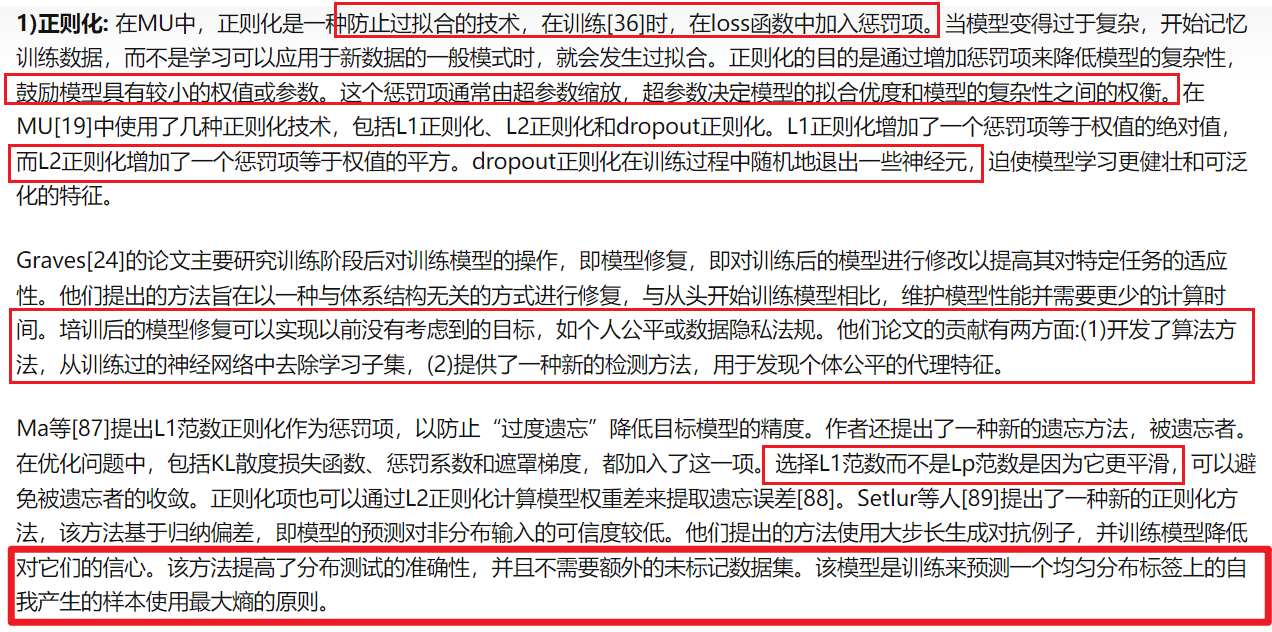 1)正则化: 在MU中，正则化是一种防止过拟合的技术，在训练[36]时，在loss函数中加入惩罚项。当模型变得过于复杂，开始记忆
训练数据，而不是学习可以应用于新数据的一般模式时，就会发生过拟合。正则化的目的是通过增加惩罚项来降低模型的复杂性，
鼓励模型具有较小的权值或参数。这个惩罚项通常由超参数缩放，超参数决定模型的拟合优度和模型的复杂性之间的权衡。在
MU[19]中使用了几种正则化技术，包括L1正则化、L2正则化和dropout正则化。L1正则化增加了一个惩罚项等于权值的绝对值，
而L2正则化增加了一个惩罚项等于权值的平方。dropout正则化在训练过程中随机地退出一些神经元，迫使模型学习更健壮和可泛
化的特征。
Graves[24]的论文主要研究训练阶段后对训练模型的操作，即模型修复，即对训练后的模型进行修改以提高其对特定任务的适应
性。他们提出的方法旨在以一种与体系结构无关的方式进行修复，与从头开始训练模型相比，维护模型性能并需要更少的计算时
间。培训后的模型修复可以实现以前没有考虑到的目标，如个人公平或数据隐私法规。他们论文的贡献有两方面:(1)开发了算法方
法，从训练过的神经网络中去除学习子集，(2)提供了一种新的检测方法，用于发现个体公平的代理特征。
Ma等[87]提出L1范数正则化作为惩罚项，以防止“过度遗忘”降低目标模型的精度。作者还提出了一种新的遗忘方法，被遗忘者。
在优化问题中，包括KL散度损失函数、惩罚系数和遮罩梯度，都加入了这一项。选择L1范数而不是Lp范数是因为它更平滑，可以避
免被遗忘者的收敛。正则化项也可以通过L2正则化计算模型权重差来提取遗忘误差[88]。Setlur等人[89]提出了一种新的正则化方
法，该方法基于归纳偏差，即模型的预测对非分布输入的可信度较低。他们提出的方法使用大步长生成对抗例子，并训练模型降低
对它们的信心。该方法提高了分布测试的准确性，并且不需要额外的未标记数据集。该模型是训练来预测一个均匀分布标签上的自
我产生的样本使用最大熵的原则。